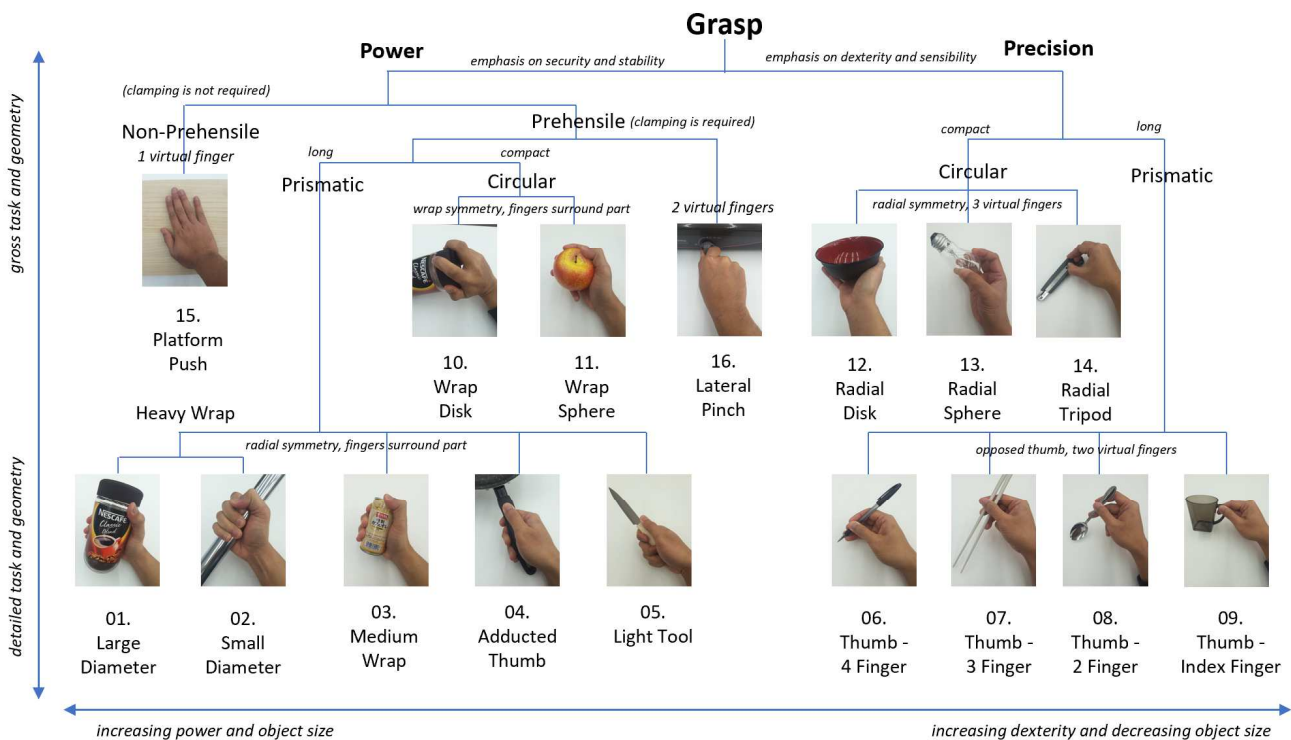 Grasp
Power
Precision
emphasis on security and stability
emphasis on dexterity and sensibility
(clamping is not required)
Non-Prehensile
1 virtual finger
Prehensile (clamping is required)
long
compact
Prismatic
Circular
wrap symmetry, fingers surround part
2 virtual fingers
compact
long
Circular
Prismatic
radial symmetry, 3 virtual fingers
gross task and geometry
15.
Platform
Push
NESCAFE
10.
Wrap
Disk
11.
Wrap
Sphere
16.
Lateral
Pinch
12.
Radial
Disk
13.
Radial
Sphere
14.
Radial
Tripod
Heavy Wrap
radial symmetry, fingers surround part
opposed thumb, two virtual fingers
detailed task and geometry
NESCAFE
Classic
01.
Large
Diameter
02.
Small
Diameter
03.
Medium
Wrap
04.
Adducted
Thumb
05.
Light Tool
06.
Thumb -
4 Finger
07.
Thumb -
3 Finger
08.
Thumb -
2 Finger
09.
Thumb -
Index Finger
increasing power and object size
increasing dexterity and decreasing object size